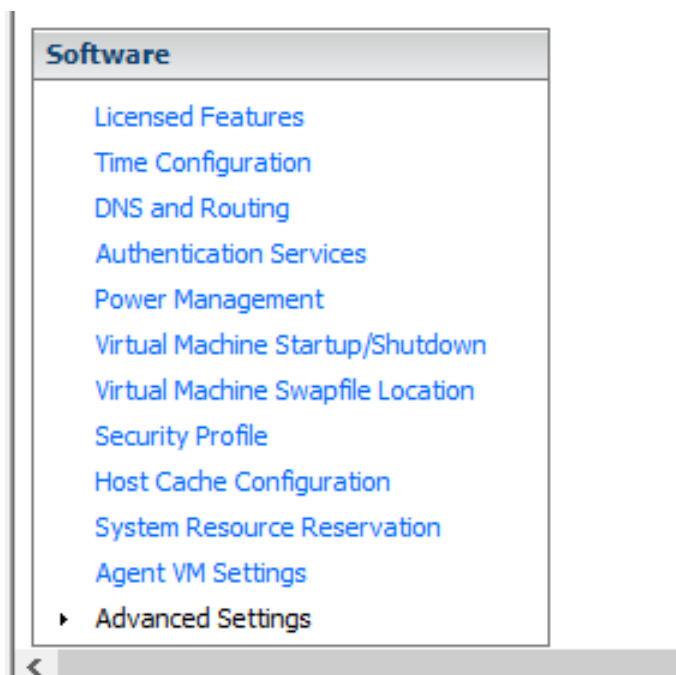 Software
Licensed Features
Time Configuration
DNS and Routing
Authentication Services
Power Management
Virtual Machine Startup/Shutdown
Virtual Machine Swapfile Location
Security Profile
Host Cache Configuration
System Resource Reservation
Agent VM Settings
Advanced Settings